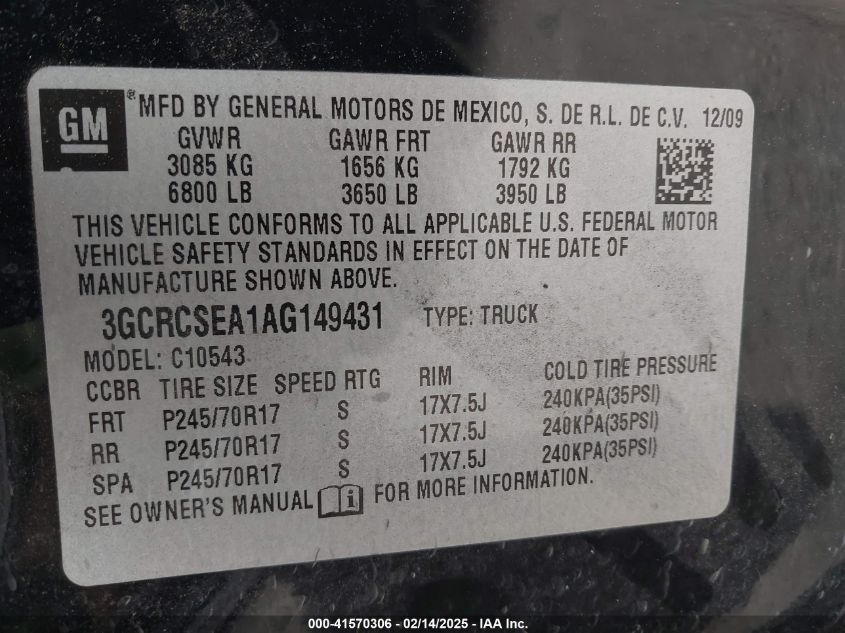 GM ® MFD BY GENERAL MOTORS DE MEXICO, S. DE R.L. DE C.V. 12/09
GVWR GAWR FRT GAWR RR
3085 KG 1656 KG 1792 KG
6800 LB 3650 LB 3950 LB
THIS VEHICLE CONFORMS TO ALL APPLICABLE U.S. FEDERAL MOTOR
VEHICLE SAFETY STANDARDS IN EFFECT ON THE DATE OF
MANUFACTURE SHOWN ABOVE.
3GCRCSEA1AG149431 TYPE: TRUCK
MODEL: C10543
CCBR TIRE SIZE SPEED RTG RIM COLD TIRE PRESSURE
FRT P245/70R17 S 17X7.5J 240KPA(35PSI)
RR P245/70R17 S 17X7.5J 240KPA(35PSI)
SPA P245/70R17 S 17X7.5J 240KPA(35PSI)
SEE OWNER'S MANUAL i FOR MORE INFORMATION.
000-41570306 - 02/14/2025 - IAA Inc.